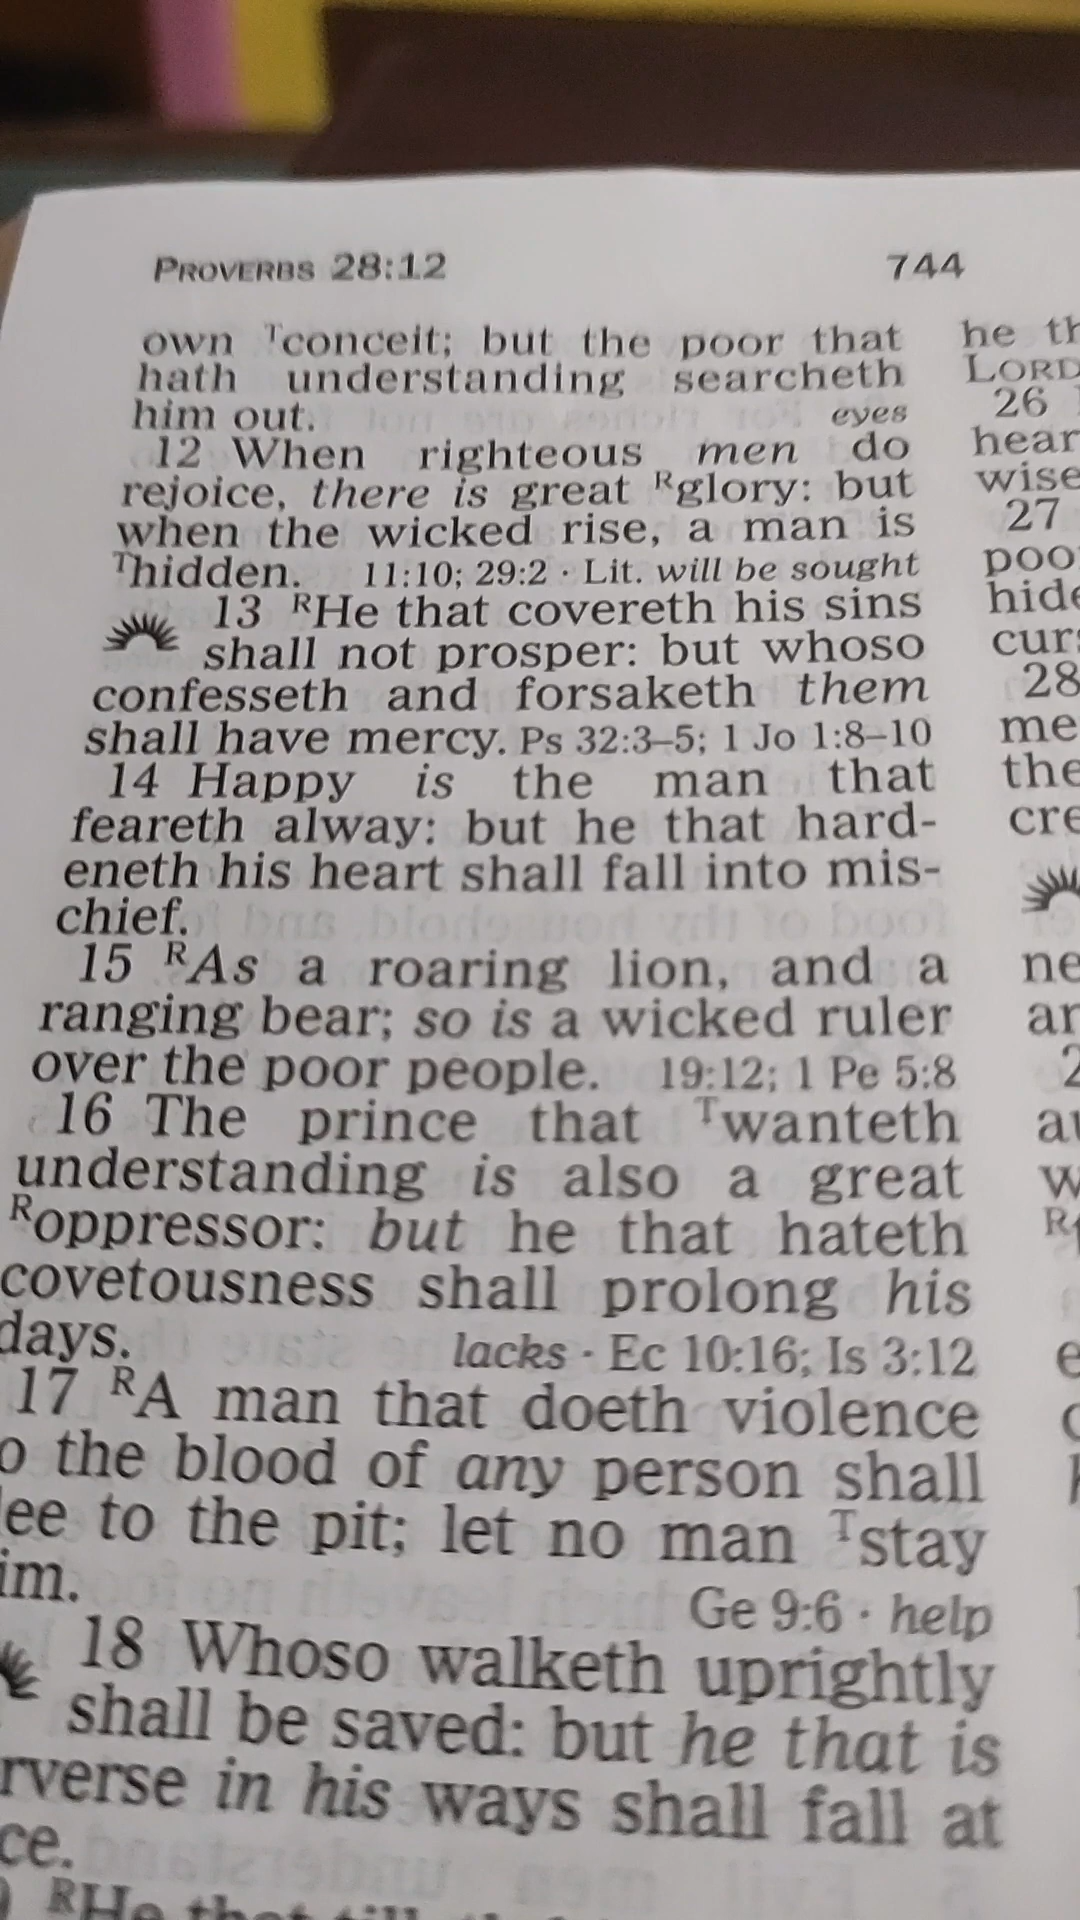 PROVERBS 28:12
744
own ᵀconceit; but the poor that
hath understanding searcheth
him out. eyes
12 When righteous men do
rejoice, there is great ᴿglory: but
when the wicked rise, a man is
ᵀhidden. 11:10; 29:2 · Lit. will be sought
13 ᴿHe that covereth his sins
shall not prosper: but whoso
confesseth and forsaketh them
shall have mercy. Ps 32:3–5; 1 Jo 1:8–10
14 Happy is the man that
feareth alway: but he that hard-
eneth his heart shall fall into mis-
chief.
15 ᴿAs a roaring lion, and a
ranging bear; so is a wicked ruler
over the poor people. 19:12; 1 Pe 5:8
16 The prince that ᵀwanteth
understanding is also a great
ᴿoppressor: but he that hateth
covetousness shall prolong his
days. lacks · Ec 10:16; Is 3:12
17 ᴿA man that doeth violence
o the blood of any person shall
lee to the pit; let no man ᵀstay
im. Ge 9:6 · help
18 Whoso walketh uprightly
shall be saved: but he that is
rverse in his ways shall fall at
ce.
ᴿHe that
he th
LORD
26
hear
wise
27
poo
hide
cur
28
me
the
cre
ne
ar
2
au
w
e